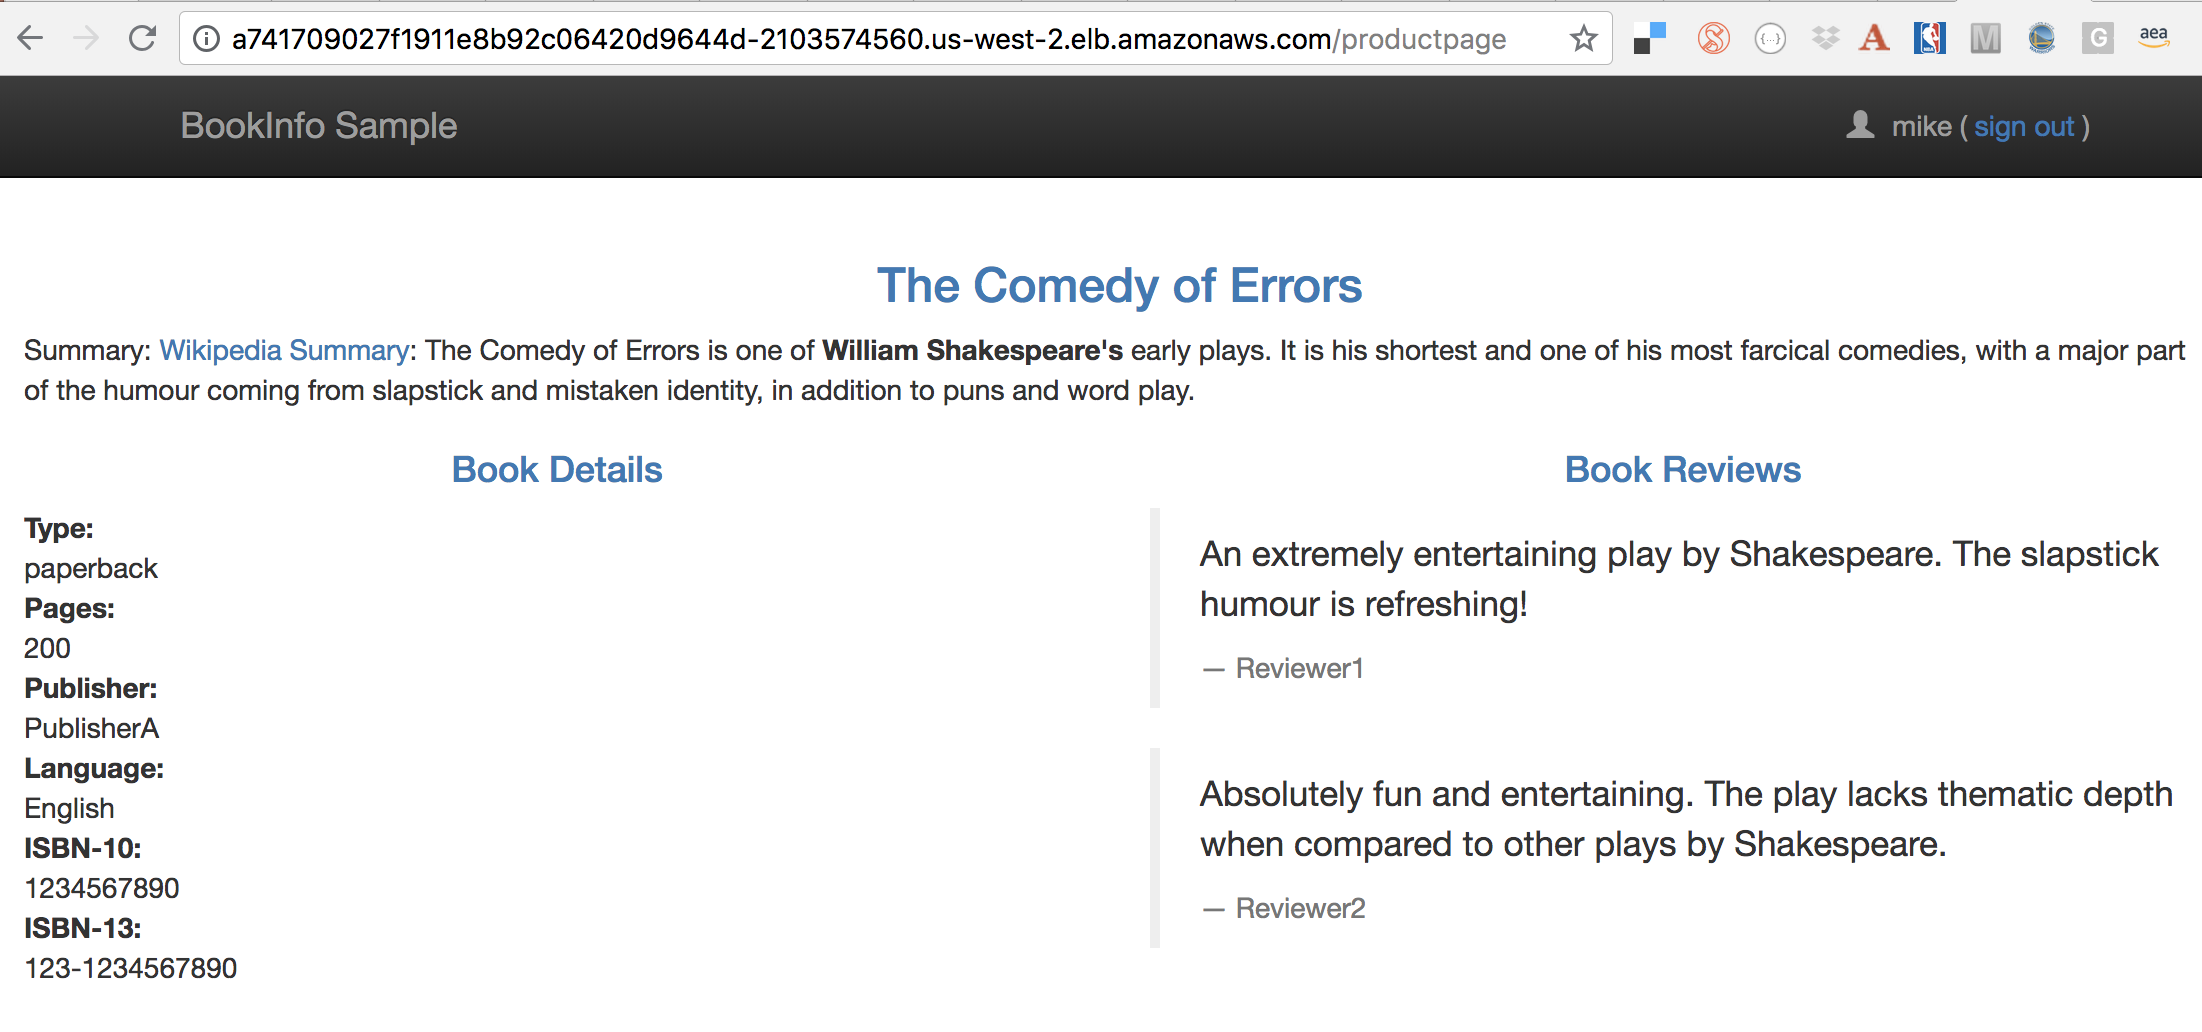 a741709027f1911e8b92c06420d9644d-2103574560.us-west-2.elb.amazonaws.com/productpage
{...}
A
NBA
M
G
aea
BookInfo Sample
mike ( sign out )
The Comedy of Errors
Summary: Wikipedia Summary: The Comedy of Errors is one of William Shakespeare's early plays. It is his shortest and one of his most farcical comedies, with a major part
of the humour coming from slapstick and mistaken identity, in addition to puns and word play.
Book Details
Type:
paperback
Pages:
200
Publisher:
PublisherA
Language:
English
ISBN-10:
1234567890
ISBN-13:
123-1234567890
Book Reviews
An extremely entertaining play by Shakespeare. The slapstick
humour is refreshing!
— Reviewer1
Absolutely fun and entertaining. The play lacks thematic depth
when compared to other plays by Shakespeare.
— Reviewer2